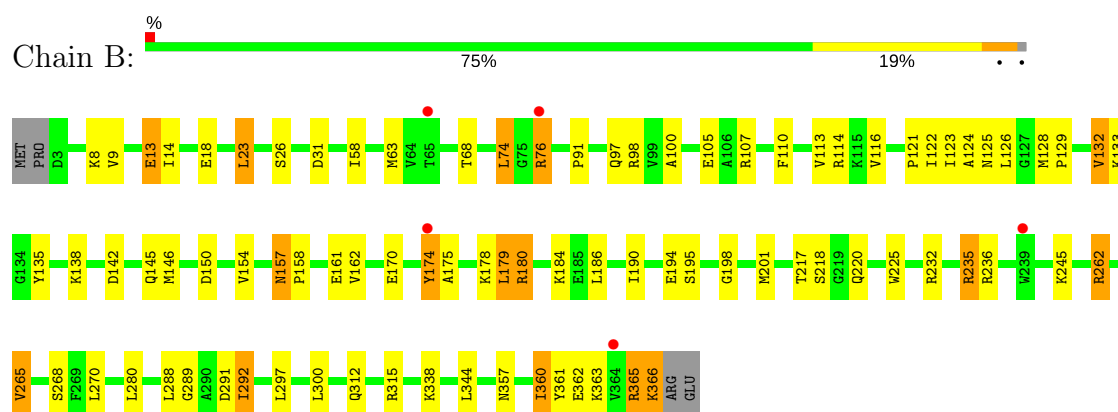 %
Chain B:
75% 19% • •
MET PRO D3 K8 V9 E13 I14 E18 L23 S26 D31 I58 M63 V64 T65 T68 L74 G75 R76 P91 Q97 R98 V99 A100 E105 A106 R107 F110 V113 R114 K115 V116 P121 I122 I123 A124 N125 L126 G127 M128 P129 V132 K133
G134 Y135 K138 D142 Q145 M146 D150 V154 N157 P158 E161 V162 E170 Y174 A175 K178 L179 R180 K184 E185 L186 I190 E194 S195 G198 M201 T217 S218 G219 Q220 W225 R232 R235 R236 W239 K245 R262
V265 S268 F269 L270 L280 L288 G289 A290 D291 I292 L297 L300 Q312 R315 K338 L344 N357 I360 Y361 E362 K363 V364 R365 K366 ARG GLU